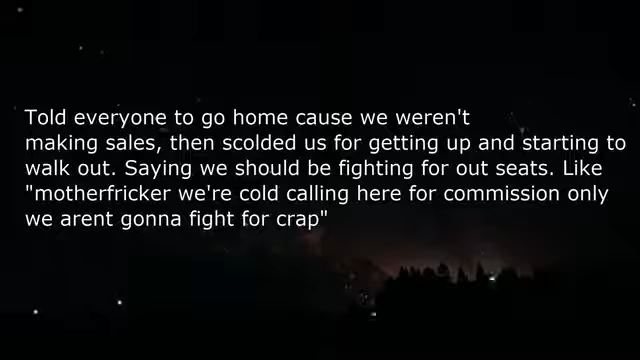 Told everyone to go home cause we weren't
making sales, then scolded us for getting up and starting to
walk out. Saying we should be fighting for out seats. Like
"motherfricker we're cold calling here for commission only
we arent gonna fight for crap"